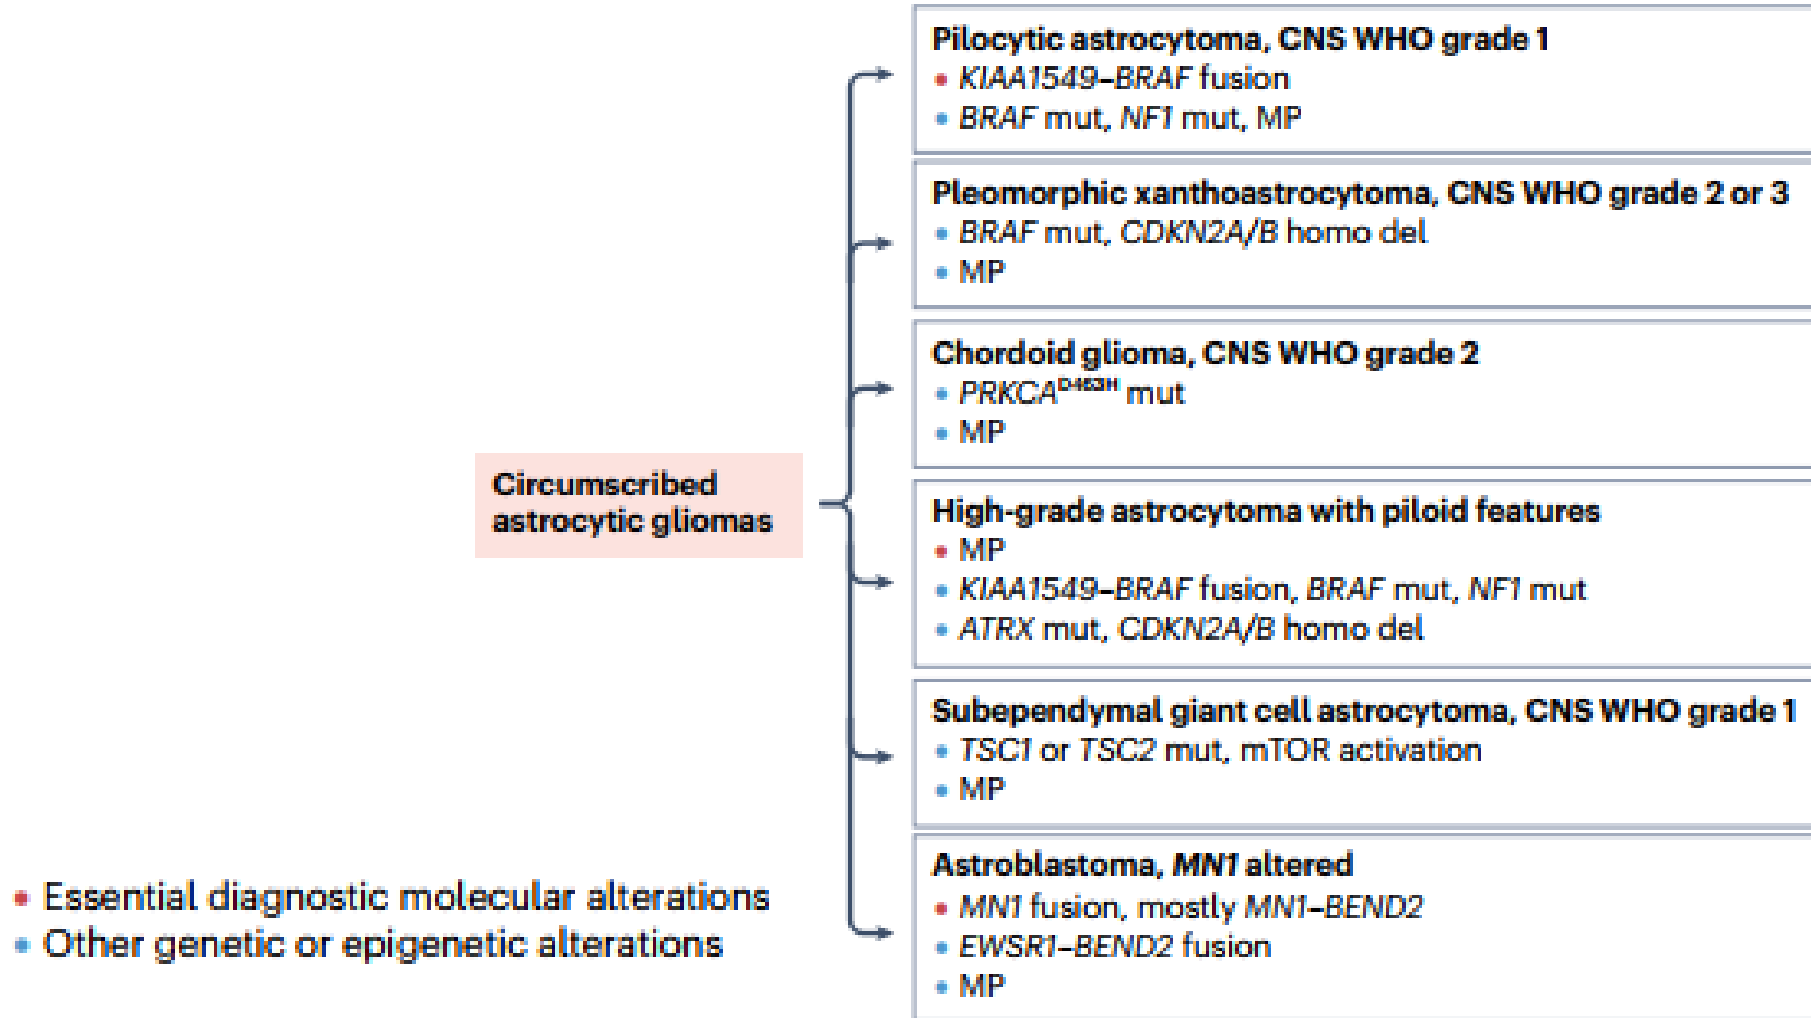 Pilocytic astrocytoma, CNS WHO grade 1
• KIAA1549–BRAF fusion
• BRAF mut, NF1 mut, MP
Pleomorphic xanthoastrocytoma, CNS WHO grade 2 or 3
• BRAF mut, CDKN2A/B homo del
• MP
Chordoid glioma, CNS WHO grade 2
• PRKCA^D463H mut
• MP
Circumscribed
astrocytic gliomas
High-grade astrocytoma with piloid features
• MP
• KIAA1549–BRAF fusion, BRAF mut, NF1 mut
• ATRX mut, CDKN2A/B homo del
Subependymal giant cell astrocytoma, CNS WHO grade 1
• TSC1 or TSC2 mut, mTOR activation
• MP
Astroblastoma, MN1 altered
• MN1 fusion, mostly MN1–BEND2
• EWSR1–BEND2 fusion
• MP
• Essential diagnostic molecular alterations
• Other genetic or epigenetic alterations